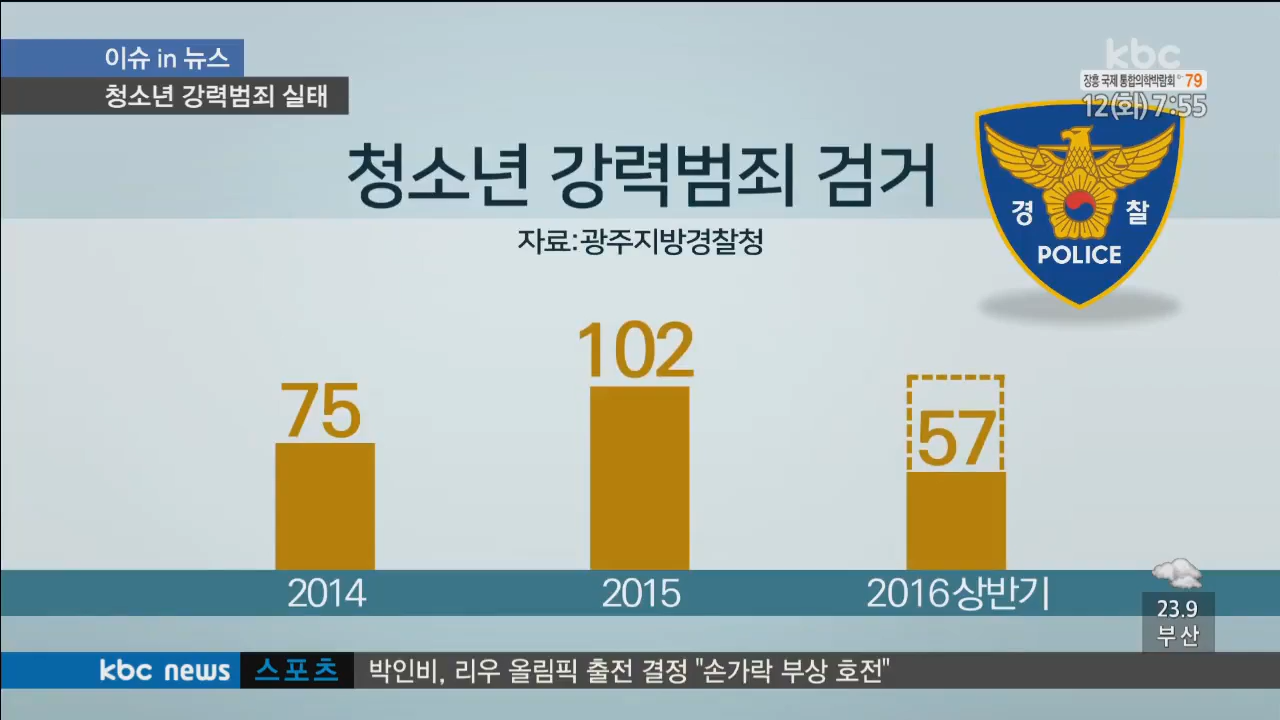 이슈 in 뉴스
청소년 강력범죄 실태
kbc
장흥 국제 통합의학박람회 D-79
12(화) 7:55
청소년 강력범죄 검거
자료:광주지방경찰청
경 찰
POLICE
75
102
57
2014
2015
2016상반기
23.9
부산
kbc news 스포츠 박인비, 리우 올림픽 출전 결정 "손가락 부상 호전"